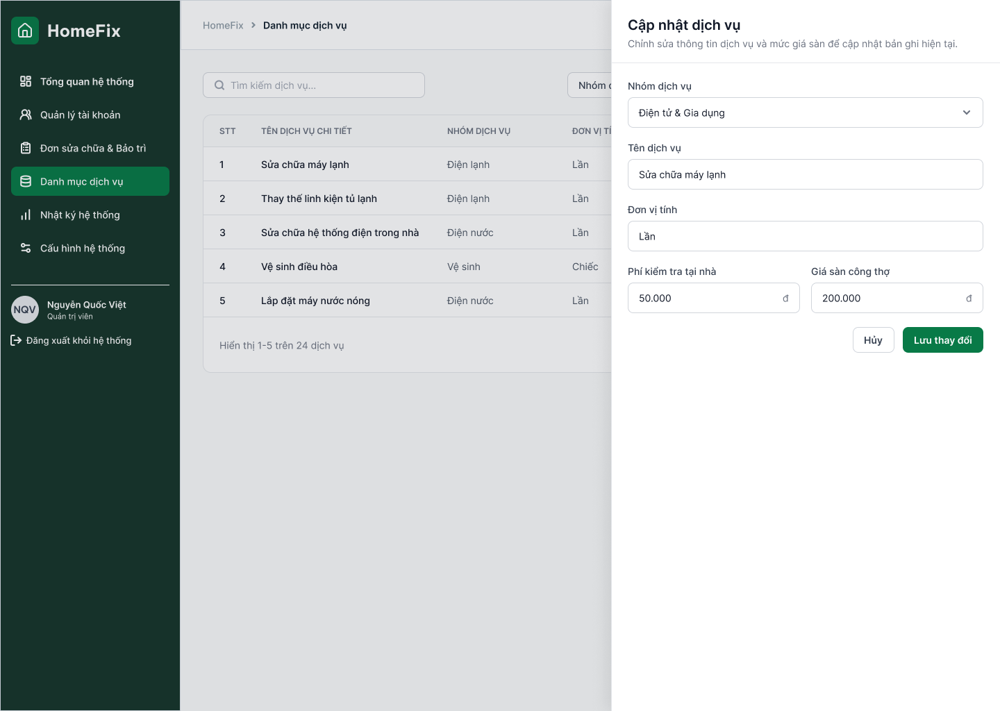 HomeFix
Tổng quan hệ thống
Quản lý tài khoản
Đơn sửa chữa & Bảo trì
Danh mục dịch vụ
Nhật ký hệ thống
Cấu hình hệ thống
NQV
Nguyễn Quốc Việt
Quản trị viên
Đăng xuất khỏi hệ thống
HomeFix > Danh mục dịch vụ
Tìm kiếm dịch vụ...
Nhóm
STT TÊN DỊCH VỤ CHI TIẾT NHÓM DỊCH VỤ ĐƠN VỊ
1 Sửa chữa máy lạnh Điện lạnh Lần
2 Thay thế linh kiện tủ lạnh Điện lạnh Lần
3 Sửa chữa hệ thống điện trong nhà Điện nước Lần
4 Vệ sinh điều hòa Vệ sinh Chiếc
5 Lắp đặt máy nước nóng Điện nước Lần
Hiển thị 1-5 trên 24 dịch vụ
Cập nhật dịch vụ
Chỉnh sửa thông tin dịch vụ và mức giá sàn để cập nhật bản ghi hiện tại.
Nhóm dịch vụ
Điện tử & Gia dụng
Tên dịch vụ
Sửa chữa máy lạnh
Đơn vị tính
Lần
Phí kiểm tra tại nhà Giá sàn công thợ
50.000 đ 200.000 đ
Hủy Lưu thay đổi